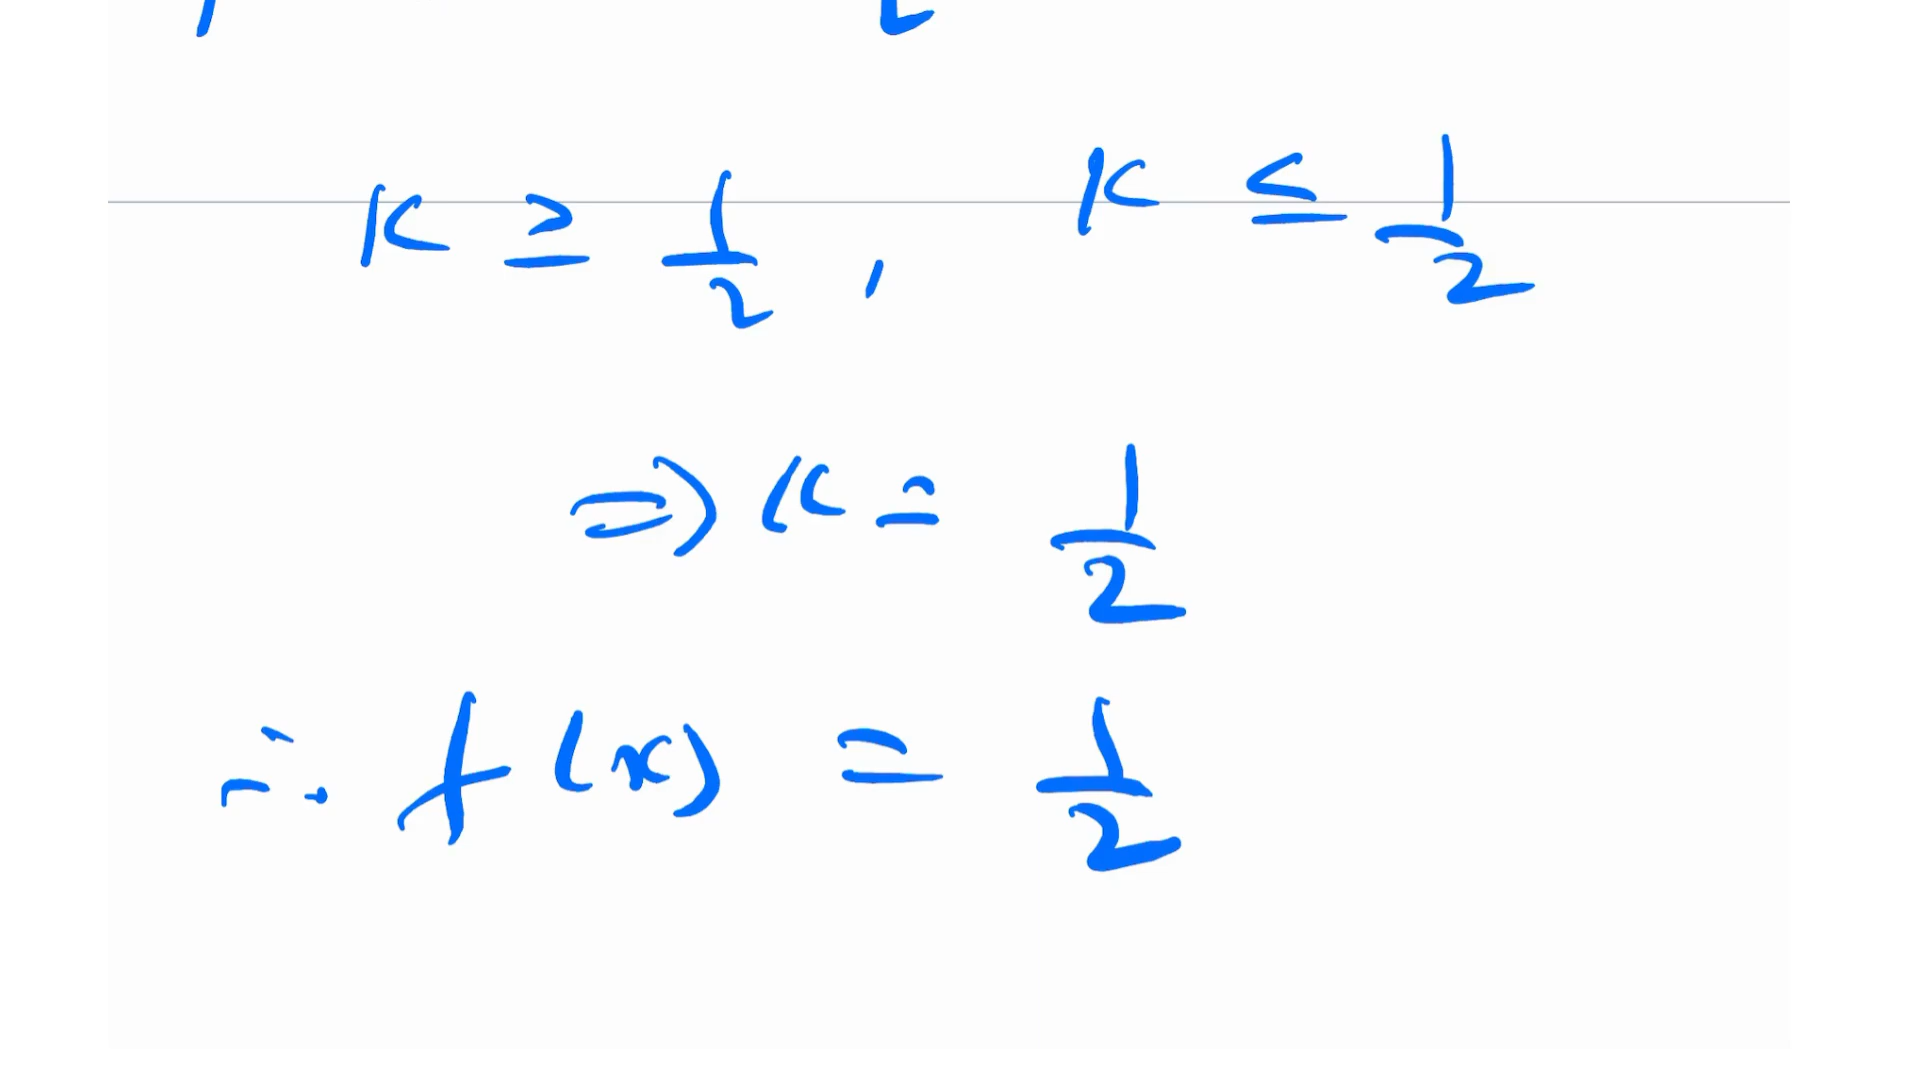 K ≥ 1/2 , K ≤ 1/2
⇒ K = 1/2
∴ f(x) = 1/2